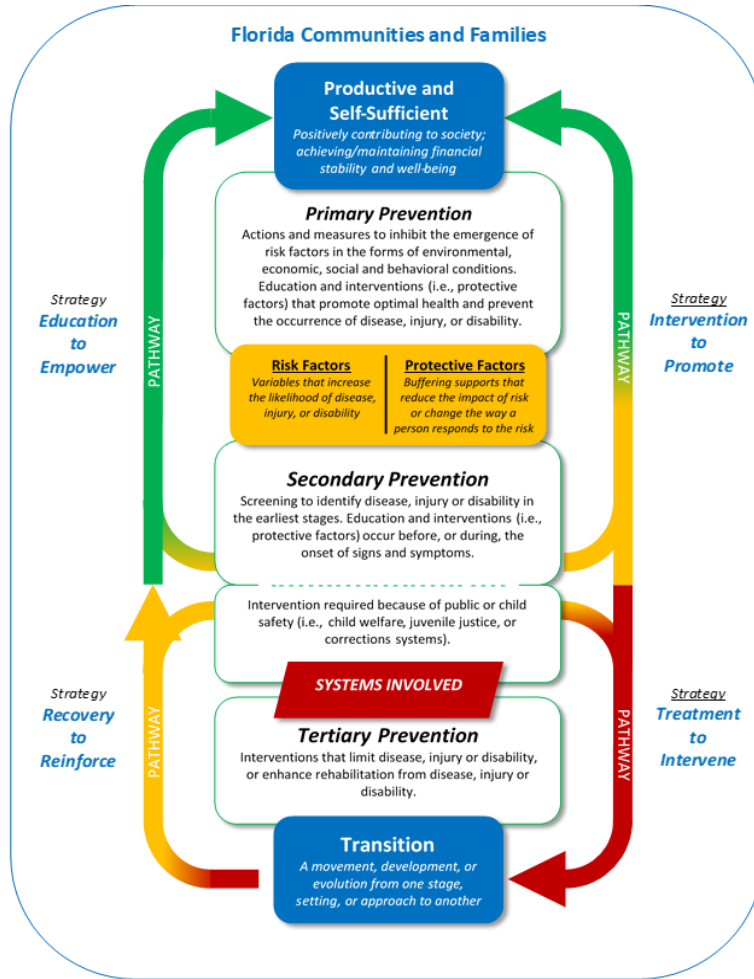 Florida Communities and Families
Productive and
Self-Sufficient
Positively contributing to society;
achieving/maintaining financial
stability and well-being
Primary Prevention
Actions and measures to inhibit the emergence of
risk factors in the forms of environmental,
economic, social and behavioral conditions.
Education and interventions (i.e., protective
factors) that promote optimal health and prevent
the occurrence of disease, injury, or disability.
Strategy
Education
to
Empower
PATHWAY
PATHWAY
Strategy
Intervention
to
Promote
Risk Factors
Variables that increase
the likelihood of disease,
injury, or disability
Protective Factors
Buffering supports that
reduce the impact of risk
or change the way a
person responds to the risk
Secondary Prevention
Screening to identify disease, injury or disability in
the earliest stages. Education and interventions (i.e.,
protective factors) occur before, or during, the
onset of signs and symptoms.
Intervention required because of public or child
safety (i.e., child welfare, juvenile justice, or
corrections systems).
SYSTEMS INVOLVED
Strategy
Recovery
to
Reinforce
PATHWAY
PATHWAY
Strategy
Treatment
to
Intervene
Tertiary Prevention
Interventions that limit disease, injury or disability,
or enhance rehabilitation from disease, injury or
disability.
Transition
A movement, development, or
evolution from one stage,
setting, or approach to another